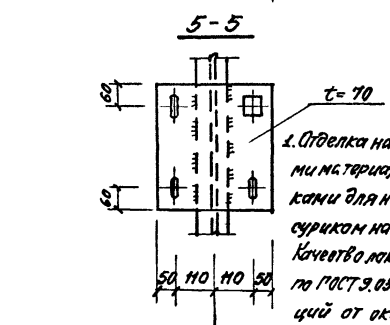 5-5
60
t=10
60
50 110 110 50
1. Отделка на
ми материа
ками для н
суриком на
Качество лак
по ГОСТ 9.03
ций от ок